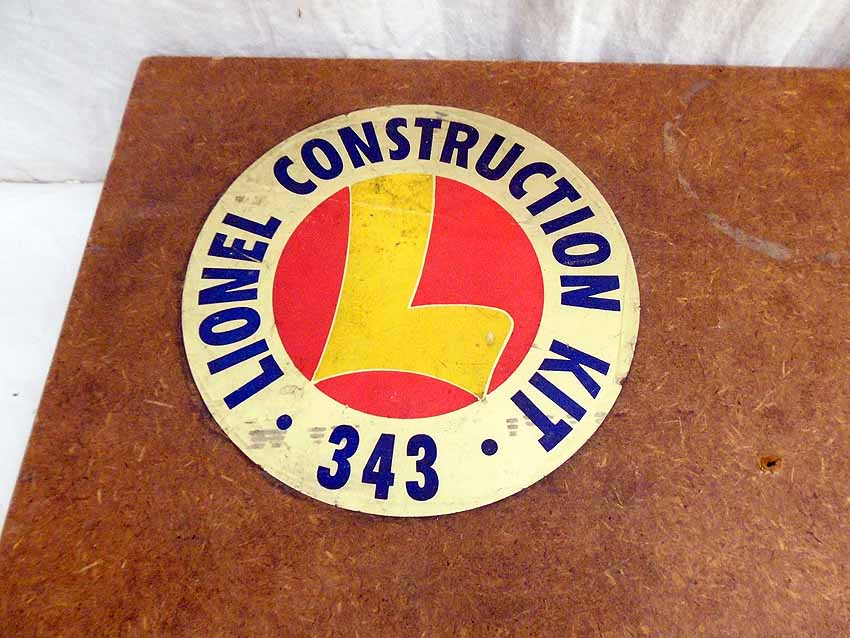 LIONEL CONSTRUCTION KIT
L
• 343 •